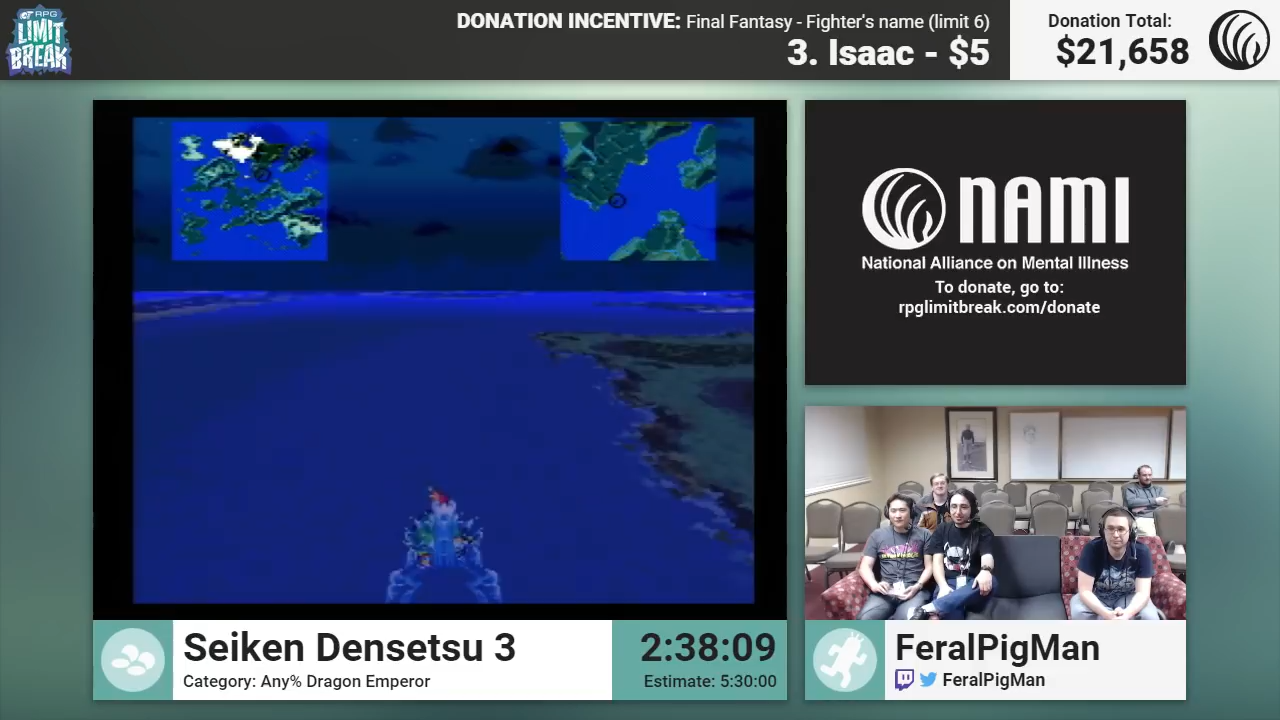 RPG
LIMIT
BREAK
DONATION INCENTIVE: Final Fantasy - Fighter's name (limit 6)
3. Isaac - $5
Donation Total:
$21,658
NAMI
National Alliance on Mental Illness
To donate, go to:
rpglimitbreak.com/donate
Seiken Densetsu 3
Category: Any% Dragon Emperor
2:38:09
Estimate: 5:30:00
FeralPigMan
FeralPigMan